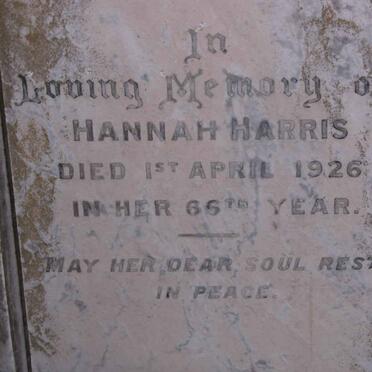 In
Loving Memory o
HANNAH HARRIS
DIED 1ST APRIL 1926
IN HER 66TH YEAR.
MAY HER DEAR SOUL REST
IN PEACE.